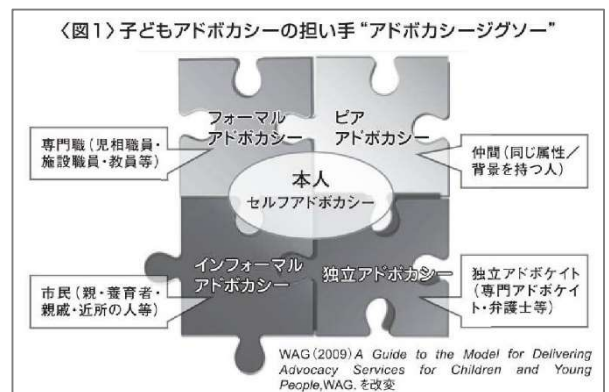 〈図1〉子どもアドボカシーの担い手“アドボカシージグソー”
フォーマル
アドボカシー
ピア
アドボカシー
専門職(児相職員・
施設職員・教員等)
仲間(同じ属性/
背景を持つ人)
本人
セルフアドボカシー
インフォーマル
アドボカシー
独立アドボカシー
市民(親・養育者・
親戚・近所の人等)
独立アドボケイト
(専門アドボケイ
ト・弁護士等)
WAG(2009)A Guide to the Model for Delivering
Advocacy Services for Children and Young
People,WAG. を改変